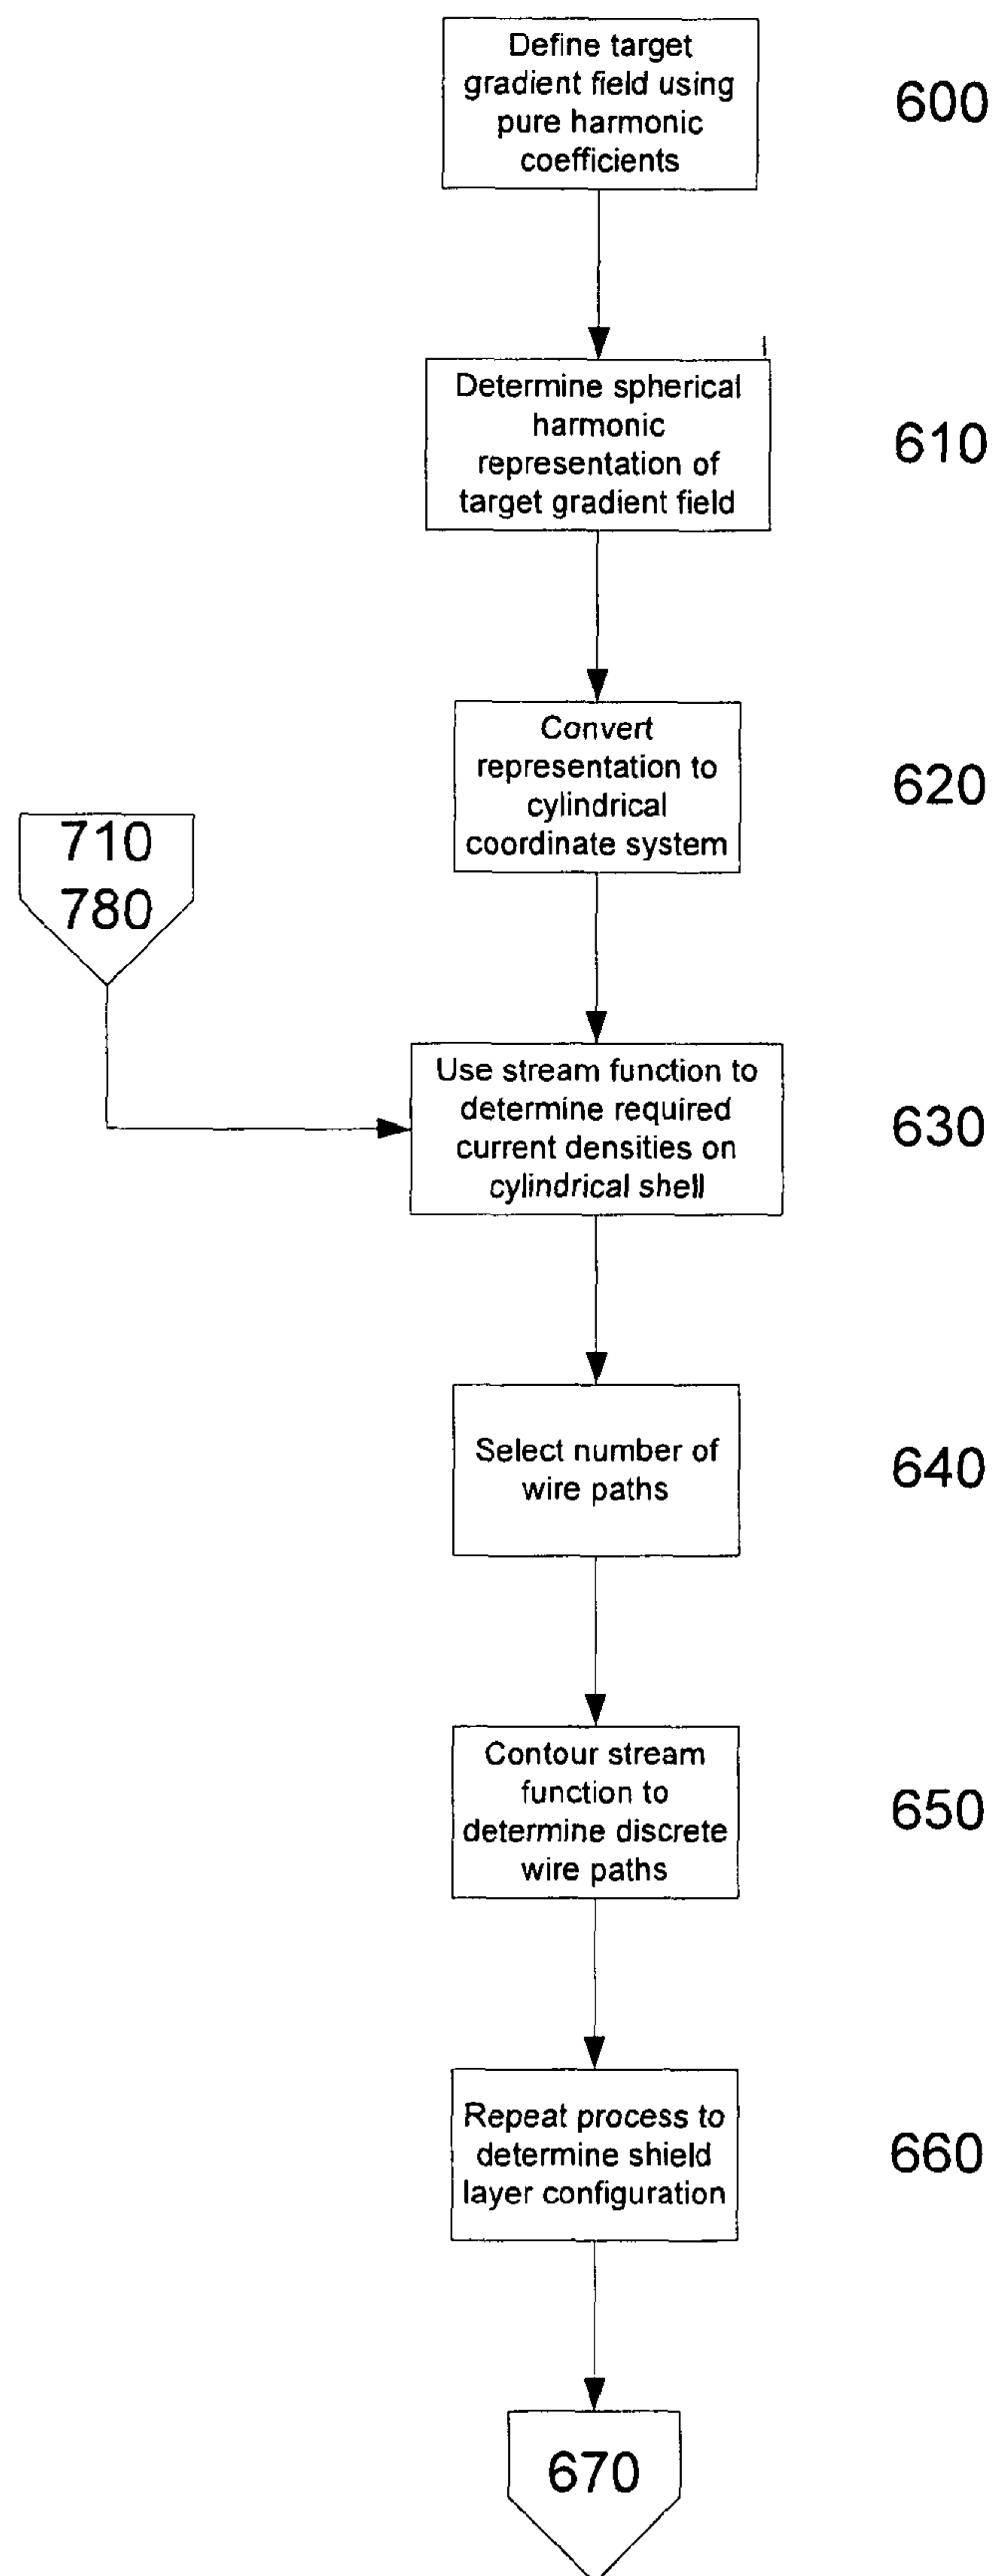 Define target
gradient field using
pure harmonic
coefficients
600
Determine spherical
harmonic
representation of
target gradient field
610
Convert
representation to
cylindrical
coordinate system
620
710
780
Use stream function to
determine required
current densities on
cylindrical shell
630
Select number of
wire paths
640
Contour stream
function to
determine discrete
wire paths
650
Repeat process to
determine shield
layer configuration
660
670